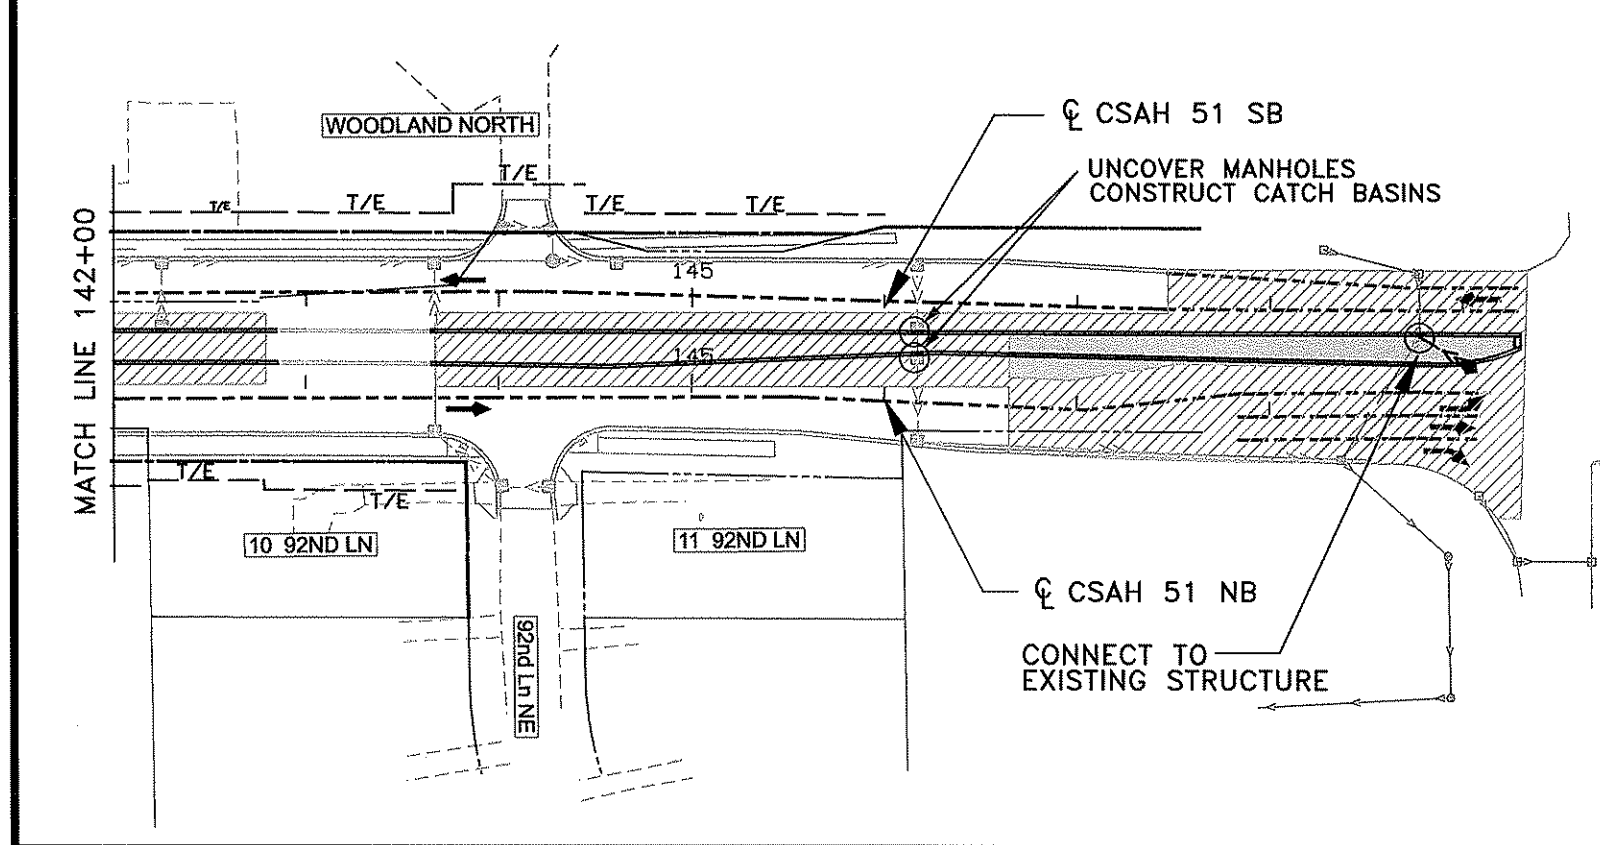 WOODLAND NORTH
℄ CSAH 51 SB
UNCOVER MANHOLES
CONSTRUCT CATCH BASINS
T/E
T/E
T/E
T/E
T/E
MATCH LINE 142+00
145
145
T/E
T/E
10 92ND LN
11 92ND LN
℄ CSAH 51 NB
92nd Ln NE
CONNECT TO
EXISTING STRUCTURE